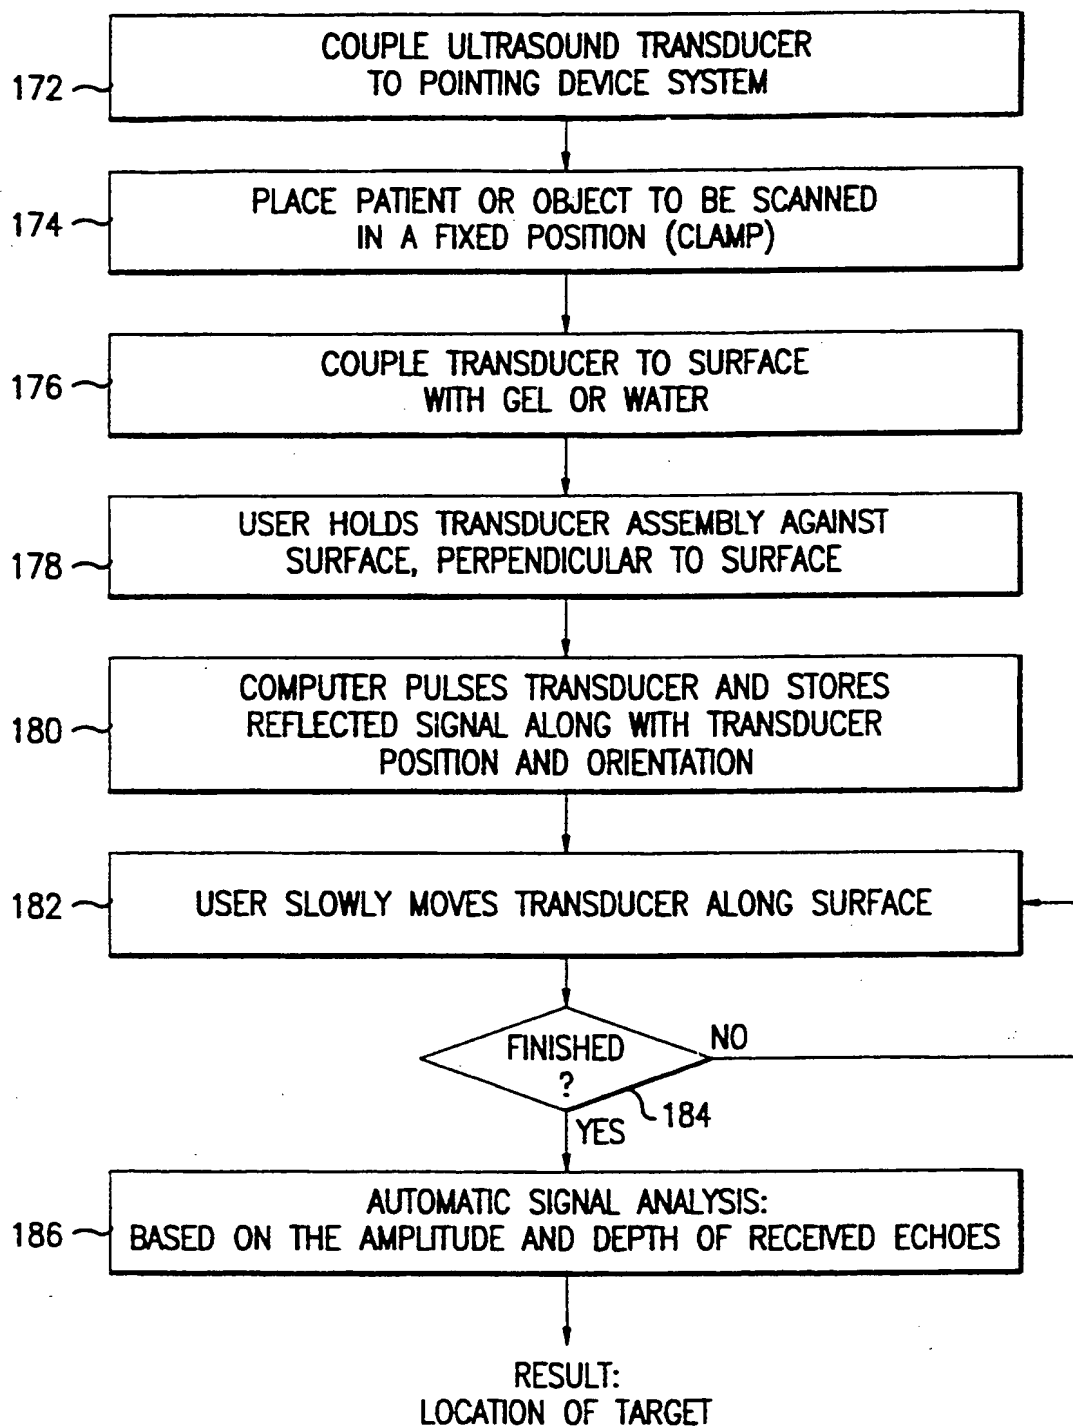 COUPLE ULTRASOUND TRANSDUCER
TO POINTING DEVICE SYSTEM
172
PLACE PATIENT OR OBJECT TO BE SCANNED
IN A FIXED POSITION (CLAMP)
174
COUPLE TRANSDUCER TO SURFACE
WITH GEL OR WATER
176
USER HOLDS TRANSDUCER ASSEMBLY AGAINST
SURFACE, PERPENDICULAR TO SURFACE
178
COMPUTER PULSES TRANSDUCER AND STORES
REFLECTED SIGNAL ALONG WITH TRANSDUCER
POSITION AND ORIENTATION
180
USER SLOWLY MOVES TRANSDUCER ALONG SURFACE
182
FINISHED
?
NO
184
YES
AUTOMATIC SIGNAL ANALYSIS:
BASED ON THE AMPLITUDE AND DEPTH OF RECEIVED ECHOES
186
RESULT:
LOCATION OF TARGET